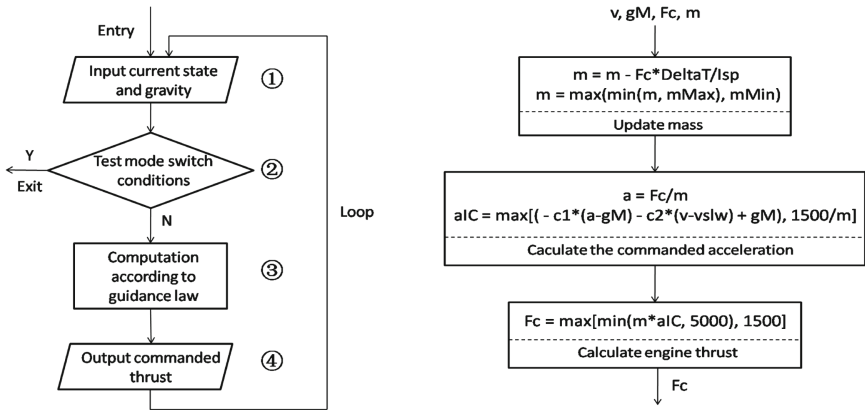 Entry
Input current state
and gravity
①
Y
Exit
Test mode switch
conditions
②
N
Loop
Computation
according to
guidance law
③
Output commanded
thrust
④
v, gM, Fc, m
m = m - Fc*DeltaT/Isp
m = max(min(m, mMax), mMin)
Update mass
a = Fc/m
aIC = max[( - c1*(a-gM) - c2*(v-vslw) + gM), 1500/m]
Caculate the commanded acceleration
Fc = max[min(m*aIC, 5000), 1500]
Calculate engine thrust
Fc